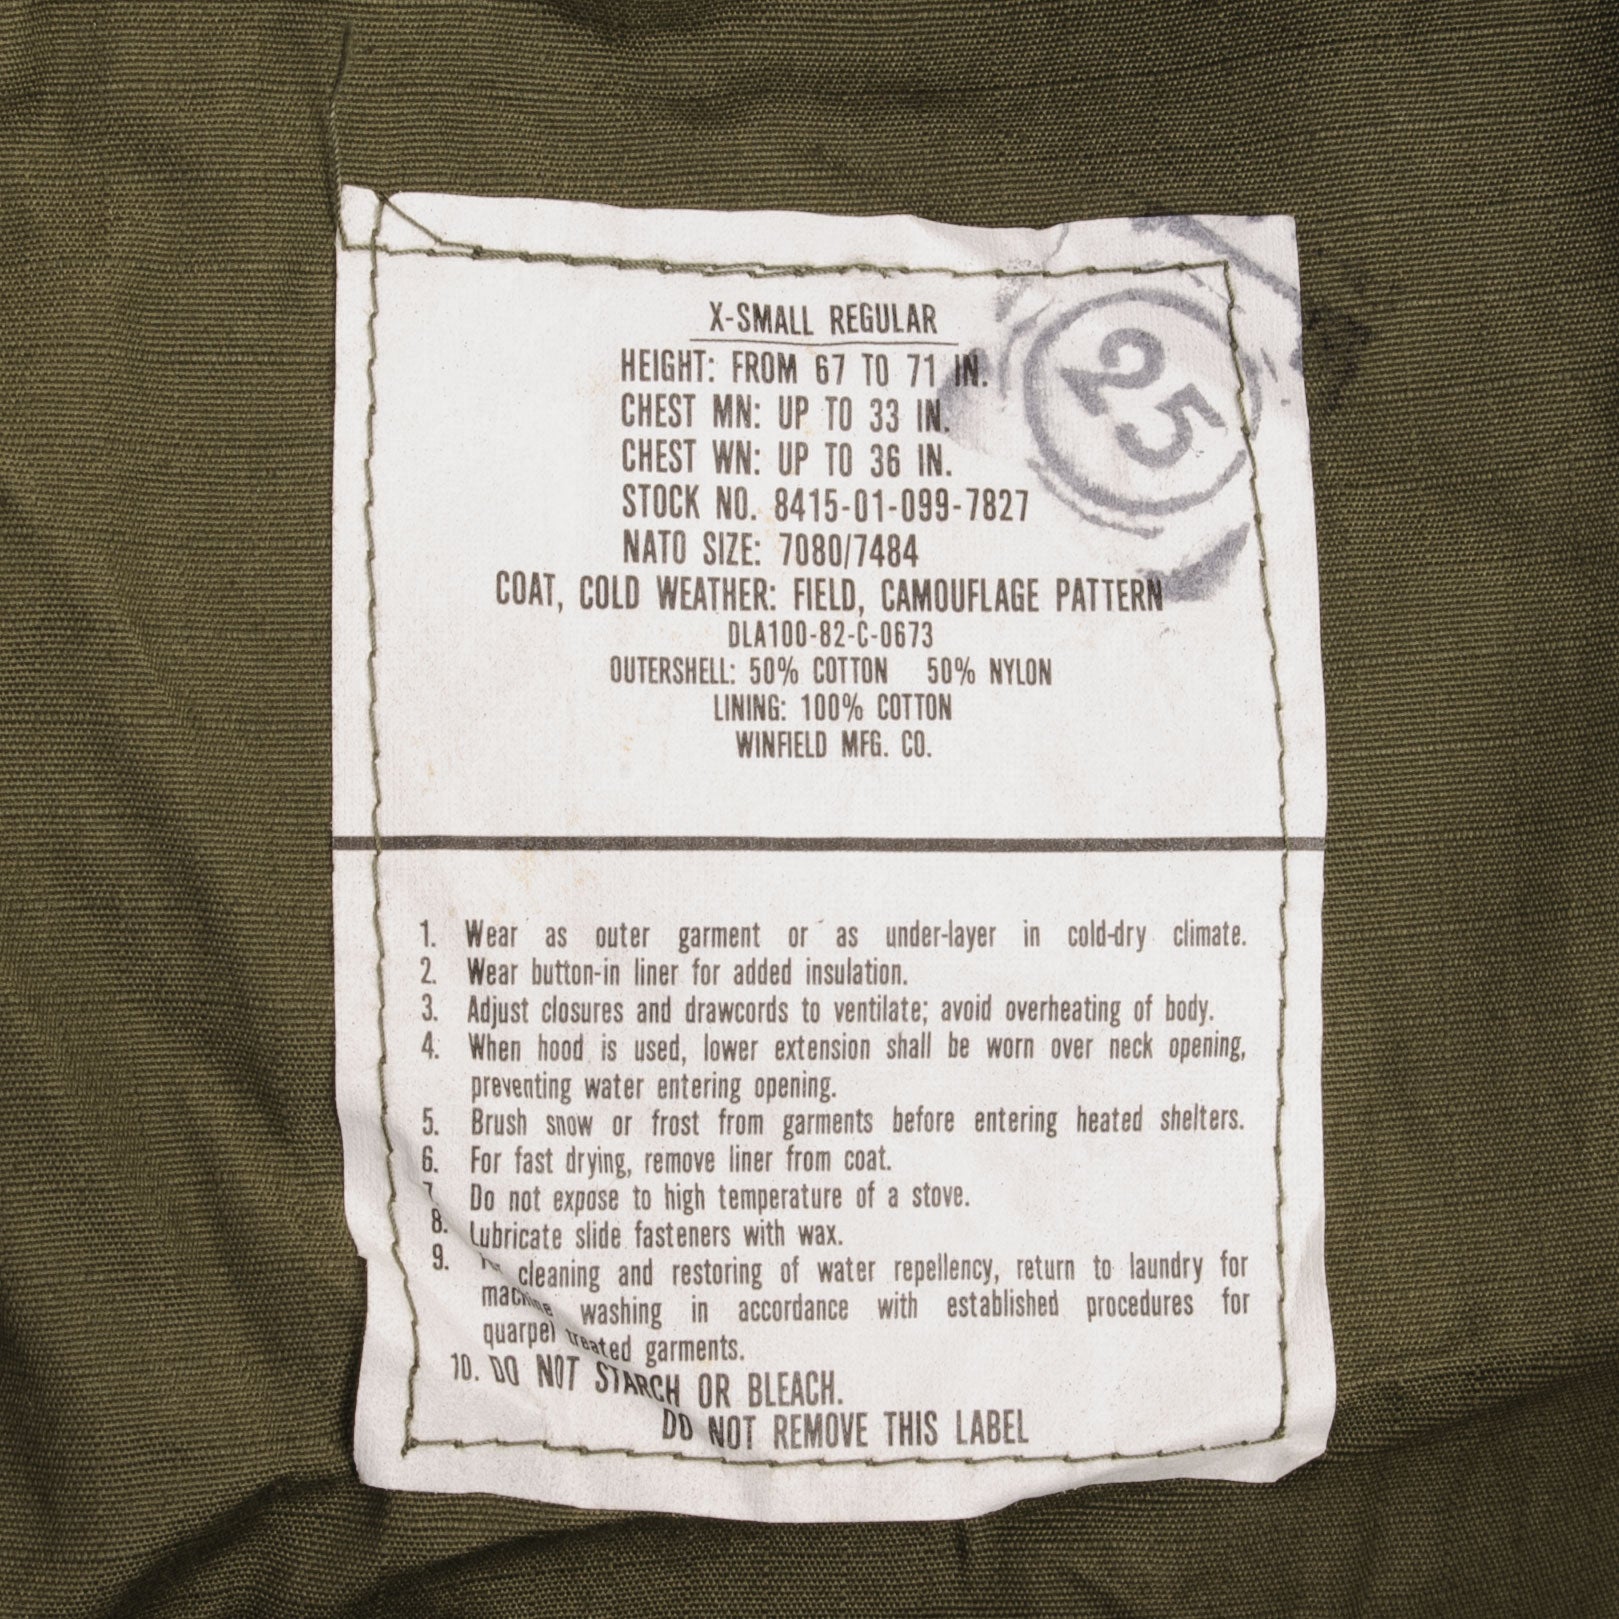 X-SMALL REGULAR
HEIGHT: FROM 67 TO 71 IN.
CHEST MN: UP TO 33 IN.
CHEST WN: UP TO 36 IN.
STOCK NO. 8415-01-099-7827
NATO SIZE: 7080/7484
COAT, COLD WEATHER: FIELD, CAMOUFLAGE PATTERN
DLA100-82-C-0673
OUTERSHELL: 50% COTTON 50% NYLON
LINING: 100% COTTON
WINFIELD MFG. CO.
25
1. Wear as outer garment or as under-layer in cold-dry climate.
2. Wear button-in liner for added insulation.
3. Adjust closures and drawcords to ventilate; avoid overheating of body.
4. When hood is used, lower extension shall be worn over neck opening,
preventing water entering opening.
5. Brush snow or frost from garments before entering heated shelters.
6. For fast drying, remove liner from coat.
7. Do not expose to high temperature of a stove.
8. Lubricate slide fasteners with wax.
9. cleaning and restoring of water repellency, return to laundry for
machine washing in accordance with established procedures for
quarpel treated garments.
10. DO NOT STARCH OR BLEACH.
DO NOT REMOVE THIS LABEL